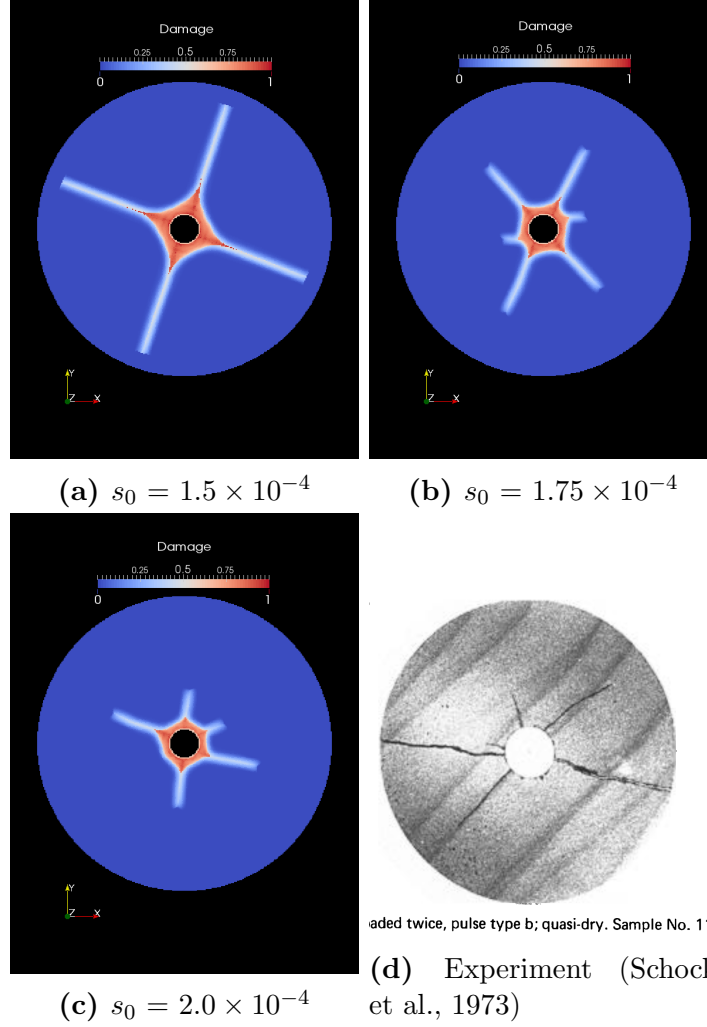 Damage
0.25 0.5 0.75
0 1
Y
Z X
Damage
0.25 0.5 0.75
0 1
Y
Z X
(a) s₀ = 1.5 × 10⁻⁴
(b) s₀ = 1.75 × 10⁻⁴
Damage
0.25 0.5 0.75
0 1
Y
Z X
(c) s₀ = 2.0 × 10⁻⁴
aded twice, pulse type b; quasi-dry. Sample No. 1
(d) Experiment (Schock
et al., 1973)